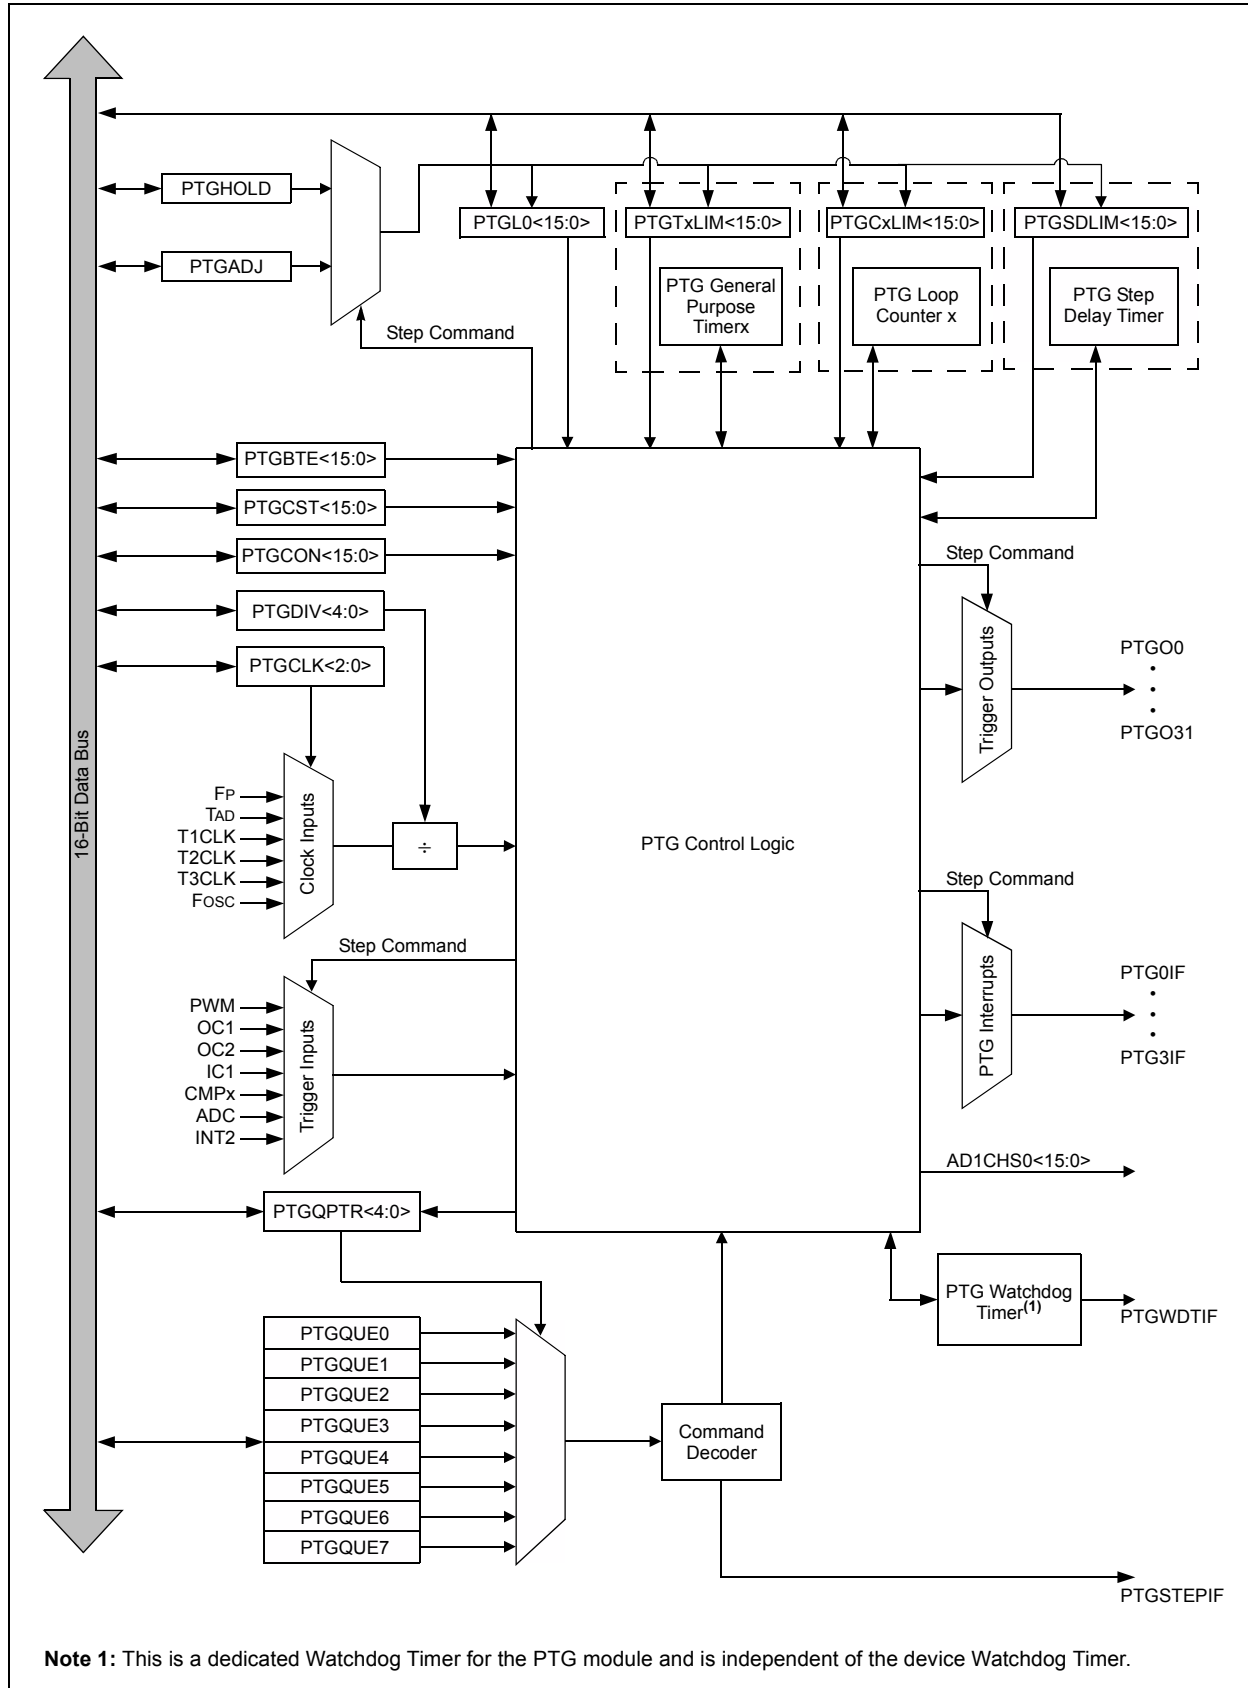 PTGHOLD
PTGADJ
PTGL0<15:0>
PTGTxLIM<15:0>
PTGCxLIM<15:0>
PTGSDLIM<15:0>
PTG General
Purpose
Timerx
PTG Loop
Counter x
PTG Step
Delay Timer
Step Command
PTGBTE<15:0>
PTGCST<15:0>
PTGCON<15:0>
PTGDIV<4:0>
PTGCLK<2:0>
16-Bit Data Bus
FP
TAD
T1CLK
T2CLK
T3CLK
FOSC
Clock Inputs
÷
PTG Control Logic
Step Command
Trigger Outputs
PTGO0
•
•
•
PTGO31
Step Command
PTG Interrupts
PTG0IF
•
•
•
PTG3IF
Step Command
PWM
OC1
OC2
IC1
CMPx
ADC
INT2
Trigger Inputs
AD1CHS0<15:0>
PTGQPTR<4:0>
PTG Watchdog
Timer(1)
PTGWDTIF
PTGQUE0
PTGQUE1
PTGQUE2
PTGQUE3
PTGQUE4
PTGQUE5
PTGQUE6
PTGQUE7
Command
Decoder
PTGSTEPIF
Note 1: This is a dedicated Watchdog Timer for the PTG module and is independent of the device Watchdog Timer.